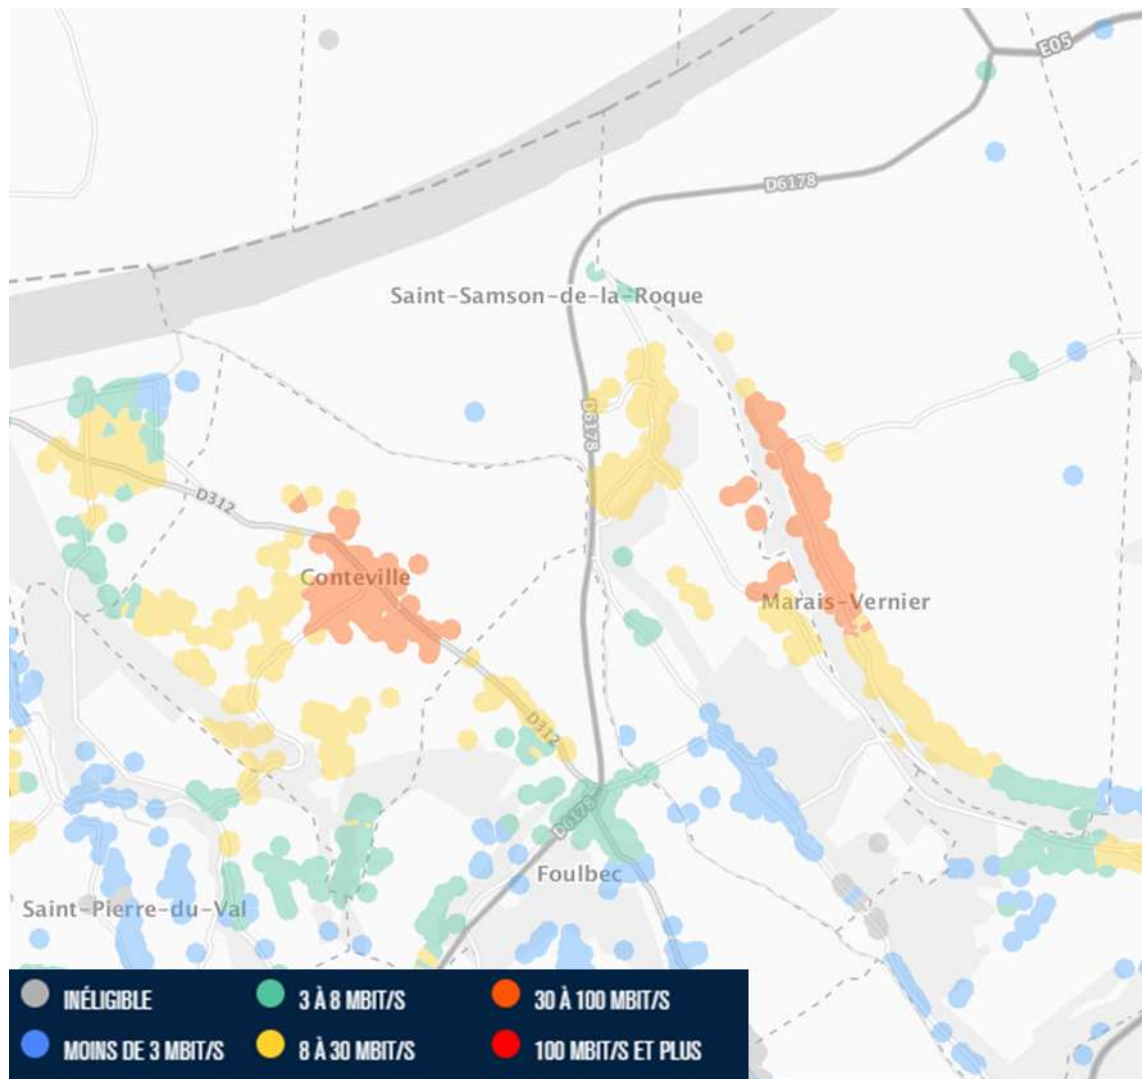 E05
D6178
Saint-Samson-de-la-Roque
D6178
D312
Conteville
Marais-Vernier
D312
D6178
Foulbec
Saint-Pierre-du-Val
INÉLIGIBLE
3 À 8 MBIT/S
30 À 100 MBIT/S
MOINS DE 3 MBIT/S
8 À 30 MBIT/S
100 MBIT/S ET PLUS